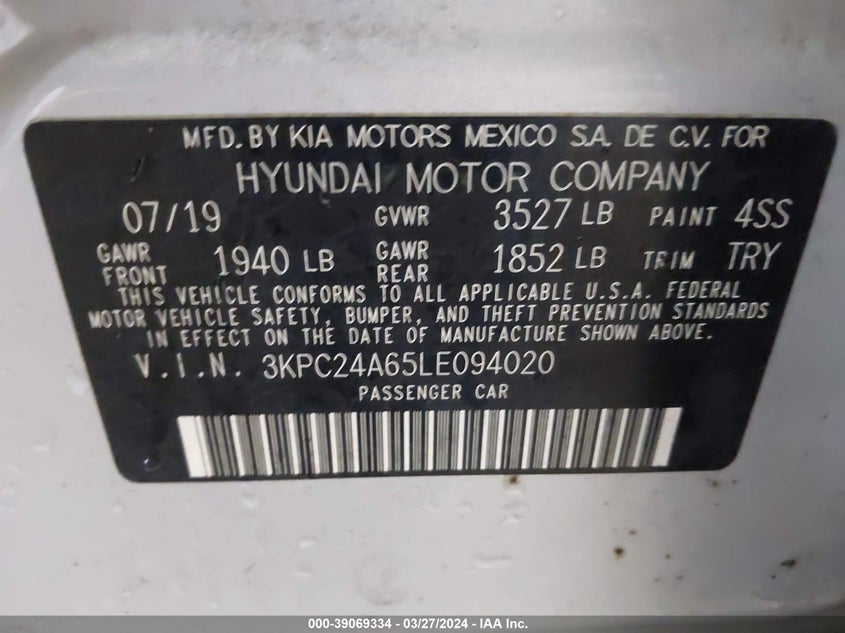 MFD. BY KIA MOTORS MEXICO S.A. DE C.V. FOR
HYUNDAI MOTOR COMPANY
07/19 GVWR 3527 LB PAINT 4SS
GAWR FRONT 1940 LB GAWR REAR 1852 LB TRIM TRY
THIS VEHICLE CONFORMS TO ALL APPLICABLE U.S.A. FEDERAL
MOTOR VEHICLE SAFETY, BUMPER, AND THEFT PREVENTION STANDARDS
IN EFFECT ON THE DATE OF MANUFACTURE SHOWN ABOVE.
V.I.N. 3KPC24A65LE094020
PASSENGER CAR
000-39069334 - 03/27/2024 - IAA Inc.